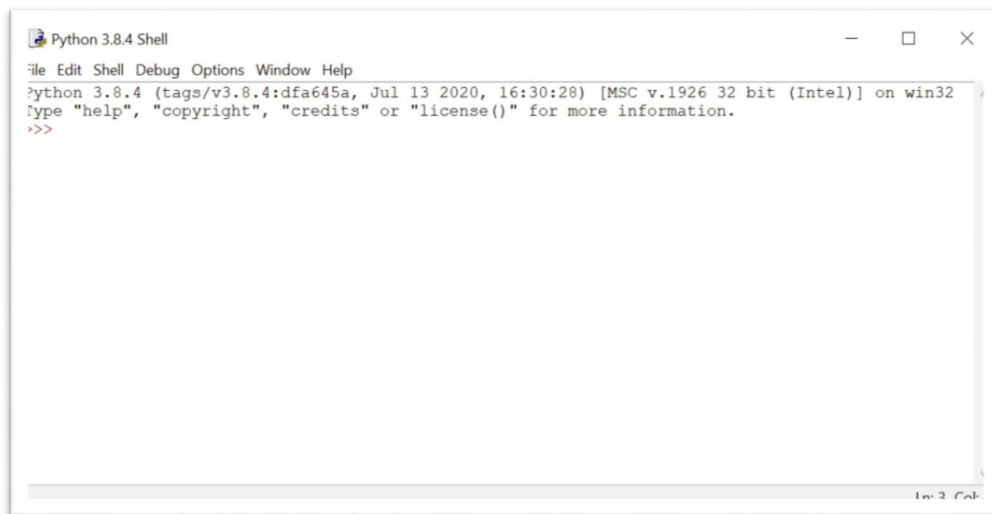 Python 3.8.4 Shell
File Edit Shell Debug Options Window Help
Python 3.8.4 (tags/v3.8.4:dfa645a, Jul 13 2020, 16:30:28) [MSC v.1926 32 bit (Intel)] on win32
Type "help", "copyright", "credits" or "license()" for more information.
>>>
Ln: 3 Col: